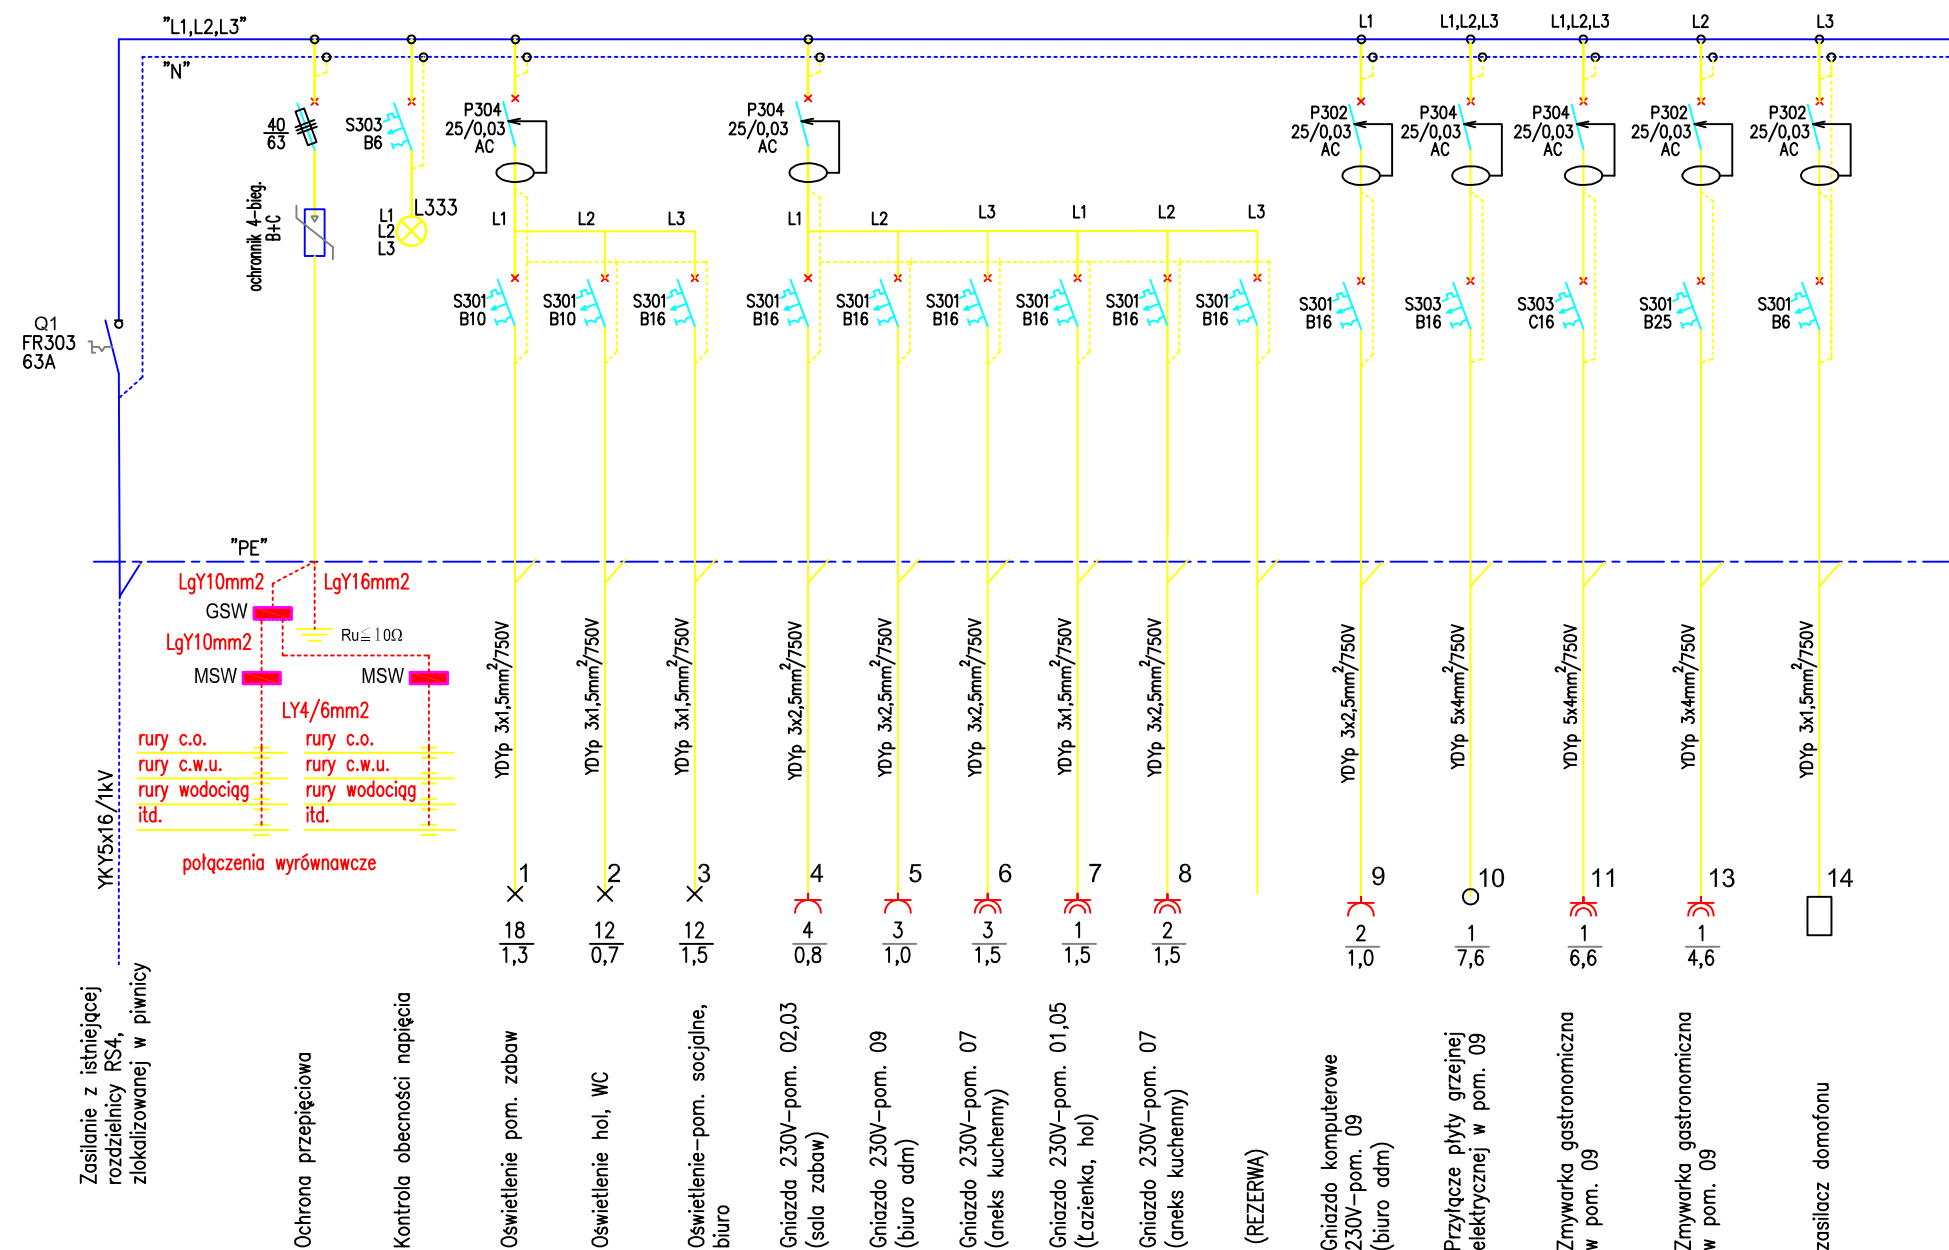 "L1,L2,L3"
"N"
L1
L1,L2,L3
L1,L2,L3
L2
L3
40
63
S303
B6
P304
25/0,03
AC
P304
25/0,03
AC
P302
25/0,03
AC
P304
25/0,03
AC
P304
25/0,03
AC
P302
25/0,03
AC
P302
25/0,03
AC
ochronnik 4-bieg.
B+C
L333
L1
L2
L3
L1
L2
L3
L1
L2
L3
L1
L2
L3
S301
B10
S301
B10
S301
B16
S301
B16
S301
B16
S301
B16
S301
B16
S301
B16
S301
B16
S301
B16
S303
B16
S303
C16
S301
B25
S301
B6
Q1
FR303
63A
"PE"
LgY10mm2
LgY16mm2
GSW
Ru≦10Ω
LgY10mm2
MSW
MSW
LY4/6mm2
rury c.o.
rury c.w.u.
rury wodociąg
itd.
rury c.o.
rury c.w.u.
rury wodociąg
itd.
połączenia wyrównawcze
YKY5x16/1kV
YDYp 3x1,5mm²/750V
YDYp 3x1,5mm²/750V
YDYp 3x1,5mm²/750V
YDYp 3x2,5mm²/750V
YDYp 3x2,5mm²/750V
YDYp 3x2,5mm²/750V
YDYp 3x1,5mm²/750V
YDYp 3x2,5mm²/750V
YDYp 3x2,5mm²/750V
YDYp 5x4mm²/750V
YDYp 5x4mm²/750V
YDYp 3x4mm²/750V
YDYp 3x1,5mm²/750V
1
2
3
4
5
6
7
8
9
10
11
13
14
18
1,3
12
0,7
12
1,5
4
0,8
3
1,0
3
1,5
1
1,5
2
1,5
2
1,0
1
7,6
1
6,6
1
4,6
Zasilanie z istniejącej
rozdzielnicy RS4,
zlokalizowanej w piwnicy
Ochrona przepięciowa
Kontrola obecności napięcia
Oświetlenie pom. zabaw
Oświetlenie hol, WC
Oświetlenie-pom. socjalne,
biuro
Gniazda 230V-pom. 02,03
(sala zabaw)
Gniazdo 230V-pom. 09
(biuro adm)
Gniazdo 230V-pom. 07
(aneks kuchenny)
Gniazdo 230V-pom. 01,05
(Łazienka, hol)
Gniazdo 230V-pom. 07
(aneks kuchenny)
(REZERWA)
Gniazdo komputerowe
230V-pom. 09
(biuro adm)
Przyłącze płyty grzejnej
elektrycznej w pom. 09
Zmywarka gastronomiczna
w pom. 09
Zmywarka gastronomiczna
w pom. 09
zasilacz domofonu